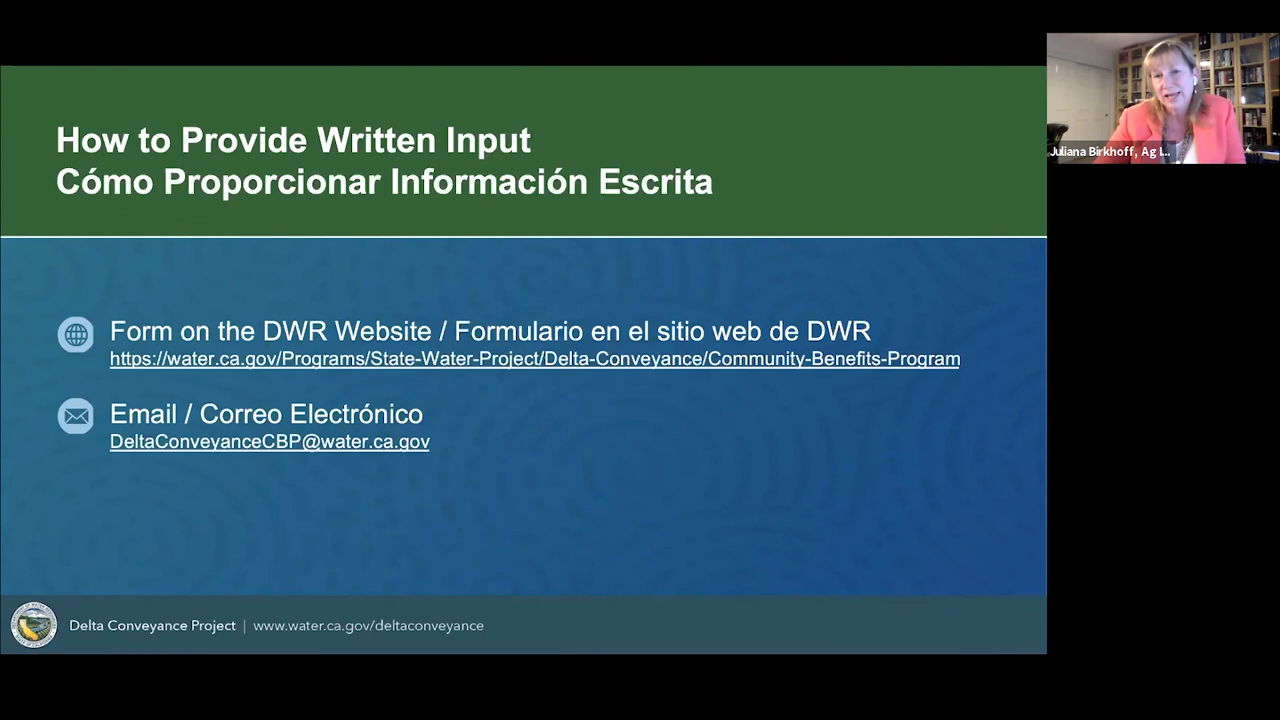 How to Provide Written Input
Cómo Proporcionar Información Escrita
Juliana Birkhoff, Ag I...
Form on the DWR Website / Formulario en el sitio web de DWR
https://water.ca.gov/Programs/State-Water-Project/Delta-Conveyance/Community-Benefits-Program
Email / Correo Electrónico
DeltaConveyanceCBP@water.ca.gov
Delta Conveyance Project | www.water.ca.gov/deltaconveyance